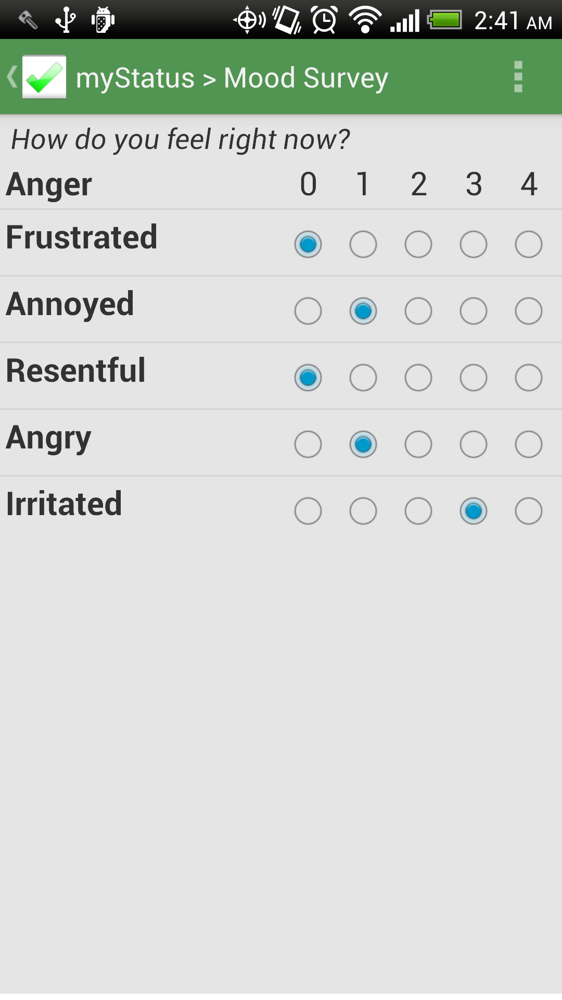 2:41 AM
myStatus > Mood Survey
How do you feel right now?
Anger 0 1 2 3 4
Frustrated
Annoyed
Resentful
Angry
Irritated